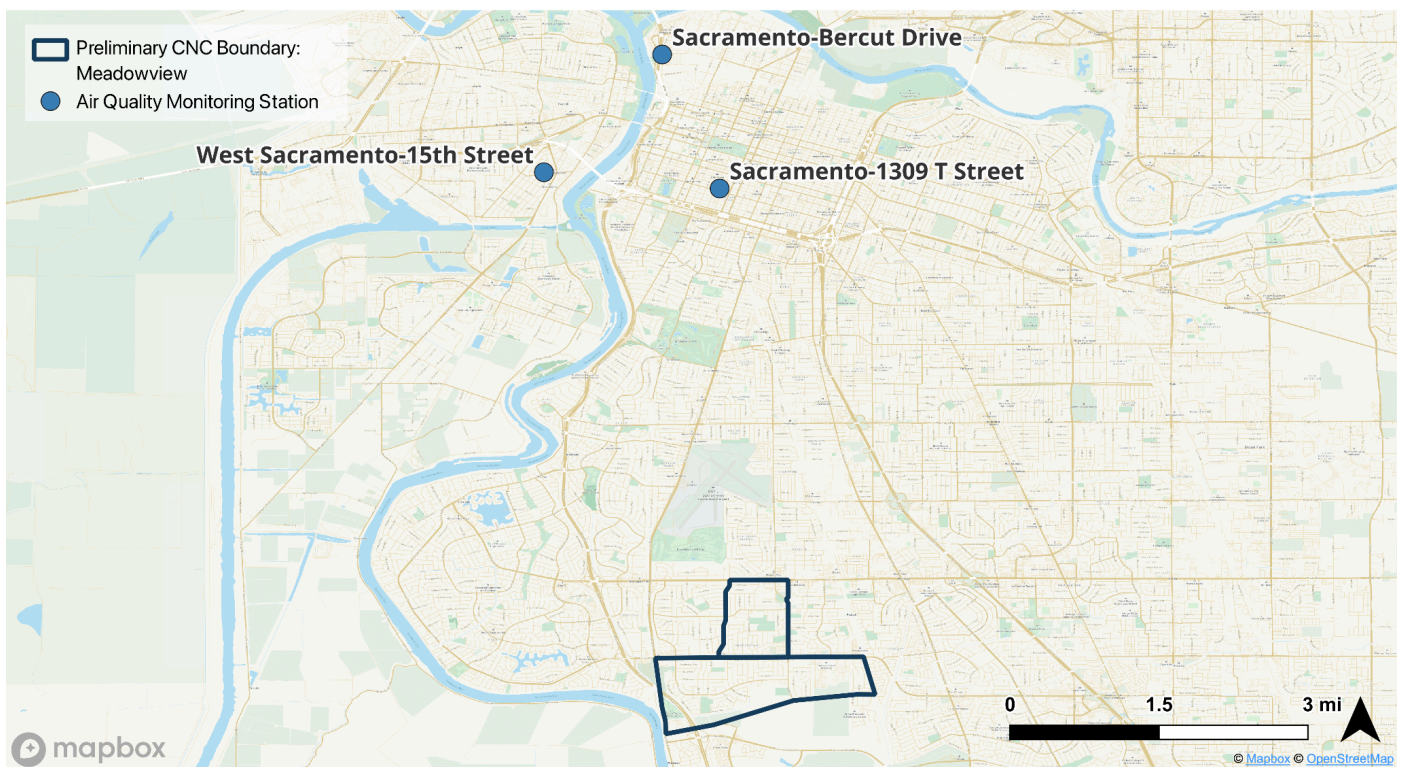 Preliminary CNC Boundary:
Meadowview
Air Quality Monitoring Station
Sacramento-Bercut Drive
West Sacramento-15th Street
Sacramento-1309 T Street
0 1.5 3 mi
mapbox
© Mapbox © OpenStreetMap